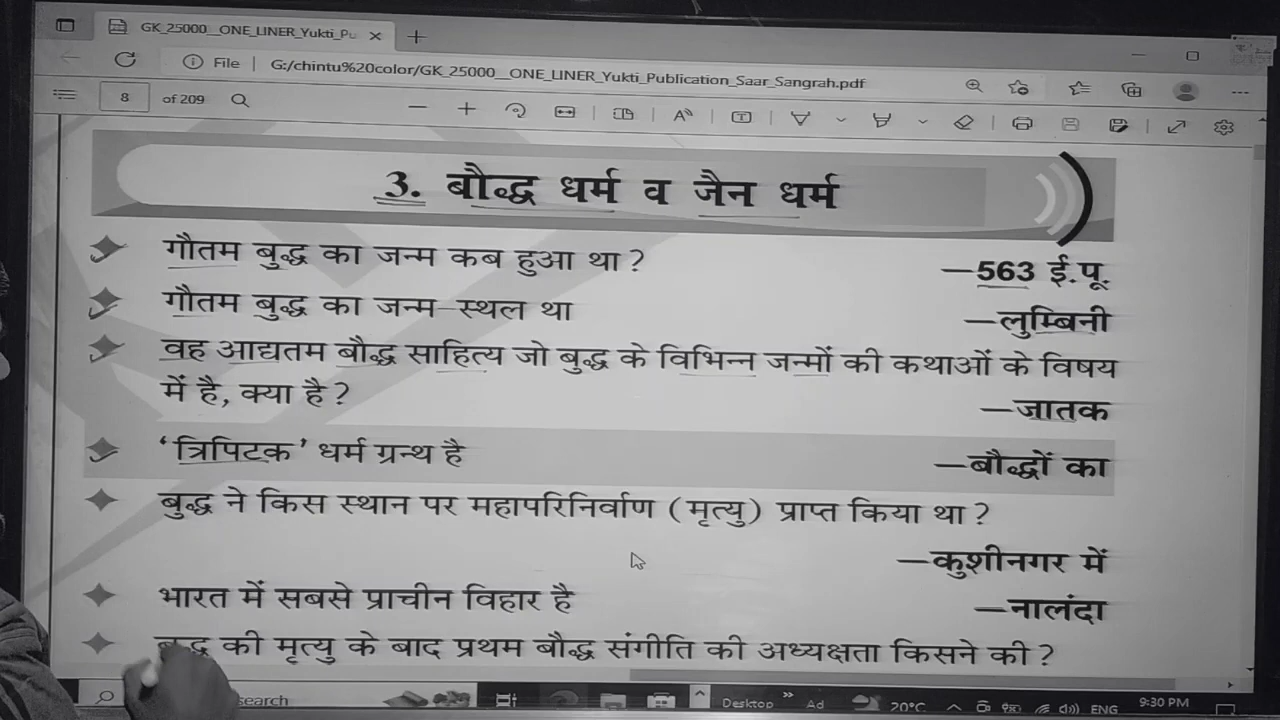 GK_25000__ONE_LINER_Yukti_Pu
File | G:/chintu%20color/GK_25000__ONE_LINER_Yukti_Publication_Saar_Sangrah.pdf
8 of 209
3. बौद्ध धर्म व जैन धर्म
गौतम बुद्ध का जन्म कब हुआ था? —563 ई.पू.
गौतम बुद्ध का जन्म-स्थल था —लुम्बिनी
वह आद्यतम बौद्ध साहित्य जो बुद्ध के विभिन्न जन्मों की कथाओं के विषय
में है, क्या है? —जातक
‘त्रिपिटक’ धर्म ग्रन्थ है —बौद्धों का
बुद्ध ने किस स्थान पर महापरिनिर्वाण (मृत्यु) प्राप्त किया था?
—कुशीनगर में
भारत में सबसे प्राचीन विहार है —नालंदा
बुद्ध की मृत्यु के बाद प्रथम बौद्ध संगीति की अध्यक्षता किसने की?
search Desktop Ad 20°C ENG 9:30 PM